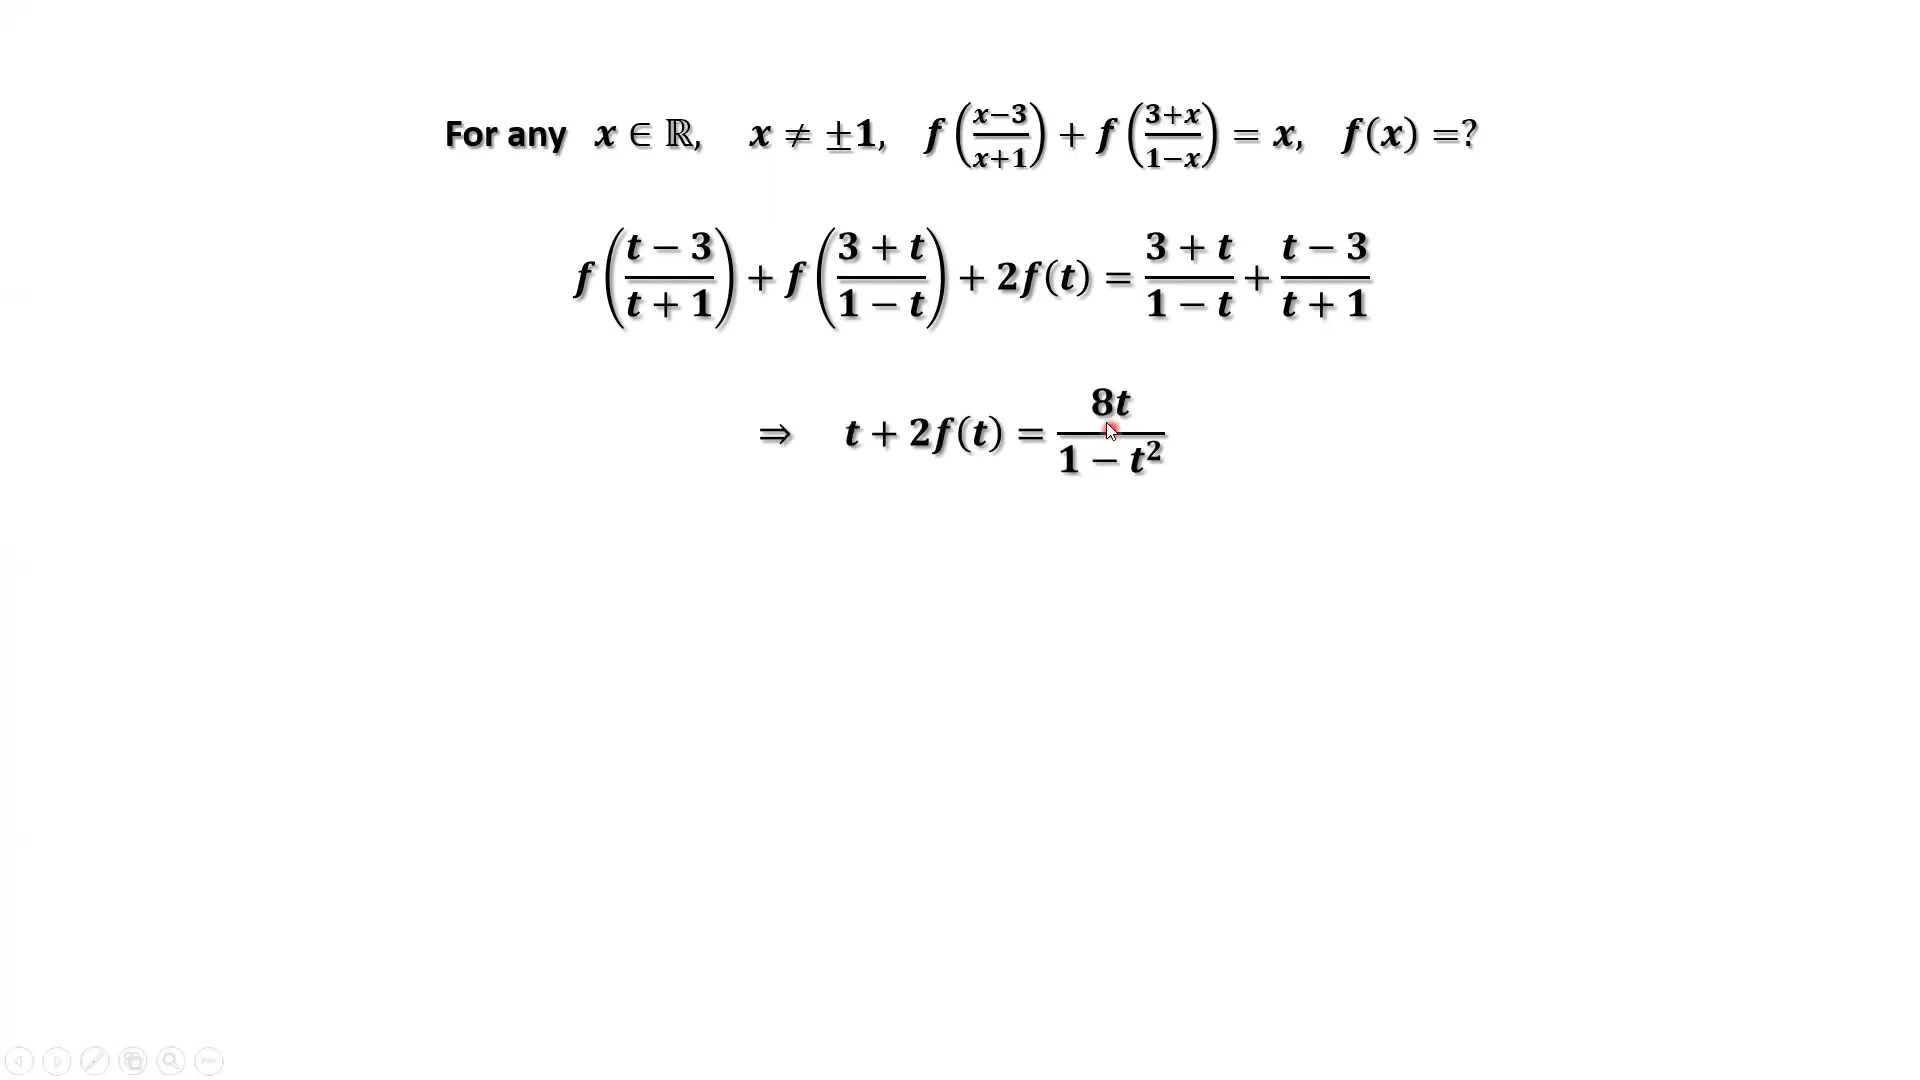 For any x ∈ ℝ, x ≠ ±1, f((x−3)/(x+1)) + f((3+x)/(1−x)) = x, f(x) =?
f((t − 3)/(t + 1)) + f((3 + t)/(1 − t)) + 2f(t) = (3 + t)/(1 − t) + (t − 3)/(t + 1)
⇒ t + 2f(t) = 8t/(1 − t²)